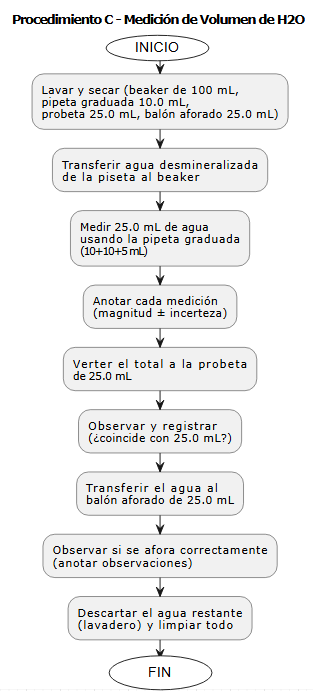 Procedimiento C - Medición de Volumen de H2O
INICIO
Lavar y secar (beaker de 100 mL,
pipeta graduada 10.0 mL,
probeta 25.0 mL, balón aforado 25.0 mL)
Transferir agua desmineralizada
de la piseta al beaker
Medir 25.0 mL de agua
usando la pipeta graduada
(10+10+5 mL)
Anotar cada medición
(magnitud ± incerteza)
Verter el total a la probeta
de 25.0 mL
Observar y registrar
(¿coincide con 25.0 mL?)
Transferir el agua al
balón aforado de 25.0 mL
Observar si se afora correctamente
(anotar observaciones)
Descartar el agua restante
(lavadero) y limpiar todo
FIN